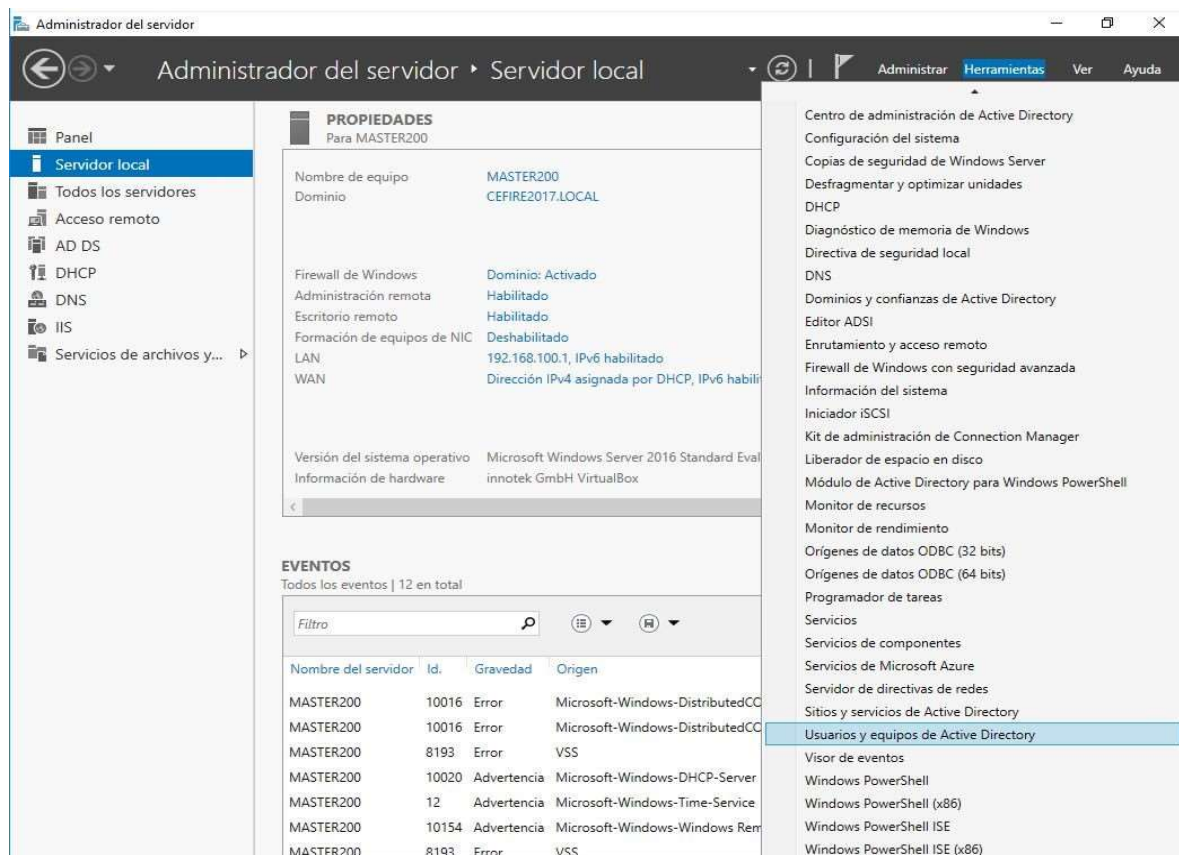 Administrador del servidor
Administrador del servidor ‣ Servidor local
Administrar Herramientas Ver Ayuda
Panel
Servidor local
Todos los servidores
Acceso remoto
AD DS
DHCP
DNS
IIS
Servicios de archivos y...
PROPIEDADES
Para MASTER200
Nombre de equipo MASTER200
Dominio CEFIRE2017.LOCAL
Firewall de Windows Dominio: Activado
Administración remota Habilitado
Escritorio remoto Habilitado
Formación de equipos de NIC Deshabilitado
LAN 192.168.100.1, IPv6 habilitado
WAN Dirección IPv4 asignada por DHCP, IPv6 habili
Versión del sistema operativo Microsoft Windows Server 2016 Standard Eval
Información de hardware innotek GmbH VirtualBox
EVENTOS
Todos los eventos | 12 en total
Filtro
Nombre del servidor Id. Gravedad Origen
MASTER200 10016 Error Microsoft-Windows-DistributedCO
MASTER200 10016 Error Microsoft-Windows-DistributedCO
MASTER200 8193 Error VSS
MASTER200 10020 Advertencia Microsoft-Windows-DHCP-Server
MASTER200 12 Advertencia Microsoft-Windows-Time-Service
MASTER200 10154 Advertencia Microsoft-Windows-Windows Rem
MASTER200 8193 Error VSS
Centro de administración de Active Directory
Configuración del sistema
Copias de seguridad de Windows Server
Desfragmentar y optimizar unidades
DHCP
Diagnóstico de memoria de Windows
Directiva de seguridad local
DNS
Dominios y confianzas de Active Directory
Editor ADSI
Enrutamiento y acceso remoto
Firewall de Windows con seguridad avanzada
Información del sistema
Iniciador iSCSI
Kit de administración de Connection Manager
Liberador de espacio en disco
Módulo de Active Directory para Windows PowerShell
Monitor de recursos
Monitor de rendimiento
Orígenes de datos ODBC (32 bits)
Orígenes de datos ODBC (64 bits)
Programador de tareas
Servicios
Servicios de componentes
Servicios de Microsoft Azure
Servidor de directivas de redes
Sitios y servicios de Active Directory
Usuarios y equipos de Active Directory
Visor de eventos
Windows PowerShell
Windows PowerShell (x86)
Windows PowerShell ISE
Windows PowerShell ISE (x86)